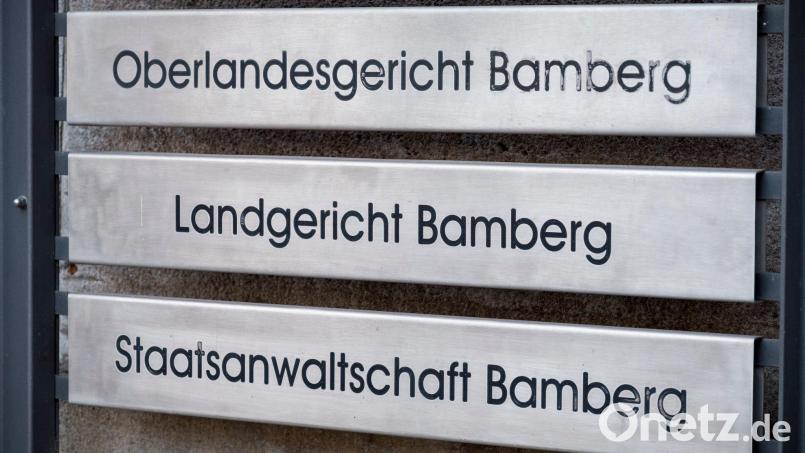 Oberlandesgericht Bamberg
Landgericht Bamberg
Staatsanwaltschaft Bamberg
Onetz.de